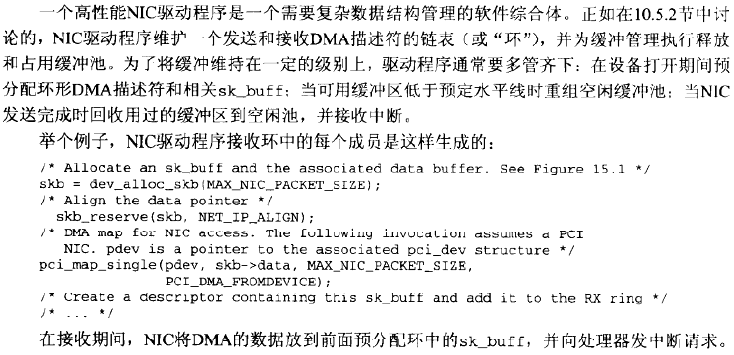 一个高性能NIC驱动程序是一个需要复杂数据结构管理的软件综合体。正如在10.5.2节中讨
论的，NIC驱动程序维护一个发送和接收DMA描述符的链表（或“环”），并为缓冲管理执行释放
和占用缓冲池。为了将缓冲维持在一定的级别上，驱动程序通常要多管齐下：在设备打开期间预
分配环形DMA描述符和相关sk_buff；当可用缓冲区低于预定水平线时重组空闲缓冲池；当NIC
发送完成时回收用过的缓冲区到空闲池，并接收中断。
举个例子，NIC驱动程序接收环中的每个成员是这样生成的：
/* Allocate an sk_buff and the associated data buffer. See Figure 15.1 */
skb = dev_alloc_skb(MAX_NIC_PACKET_SIZE);
/* Align the data pointer */
skb_reserve(skb, NET_IP_ALIGN);
/* DMA map for NIC access. The following invocation assumes a PCI
NIC. pdev is a pointer to the associated pci_dev structure */
pci_map_single(pdev, skb->data, MAX_NIC_PACKET_SIZE,
PCI_DMA_FROMDEVICE);
/* Create a descriptor containing this sk_buff and add it to the RX ring */
/* ... */
在接收期间，NIC将DMA的数据放到前面预分配环中的sk_buff，并向处理器发中断请求。